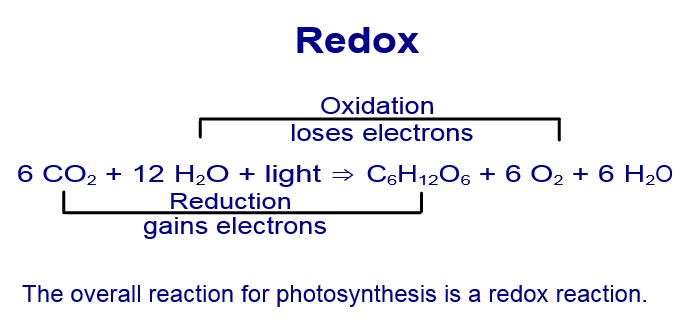 Redox
Oxidation
loses electrons
6 CO₂ + 12 H₂O + light ⇒ C₆H₁₂O₆ + 6 O₂ + 6 H₂O
Reduction
gains electrons
The overall reaction for photosynthesis is a redox reaction.